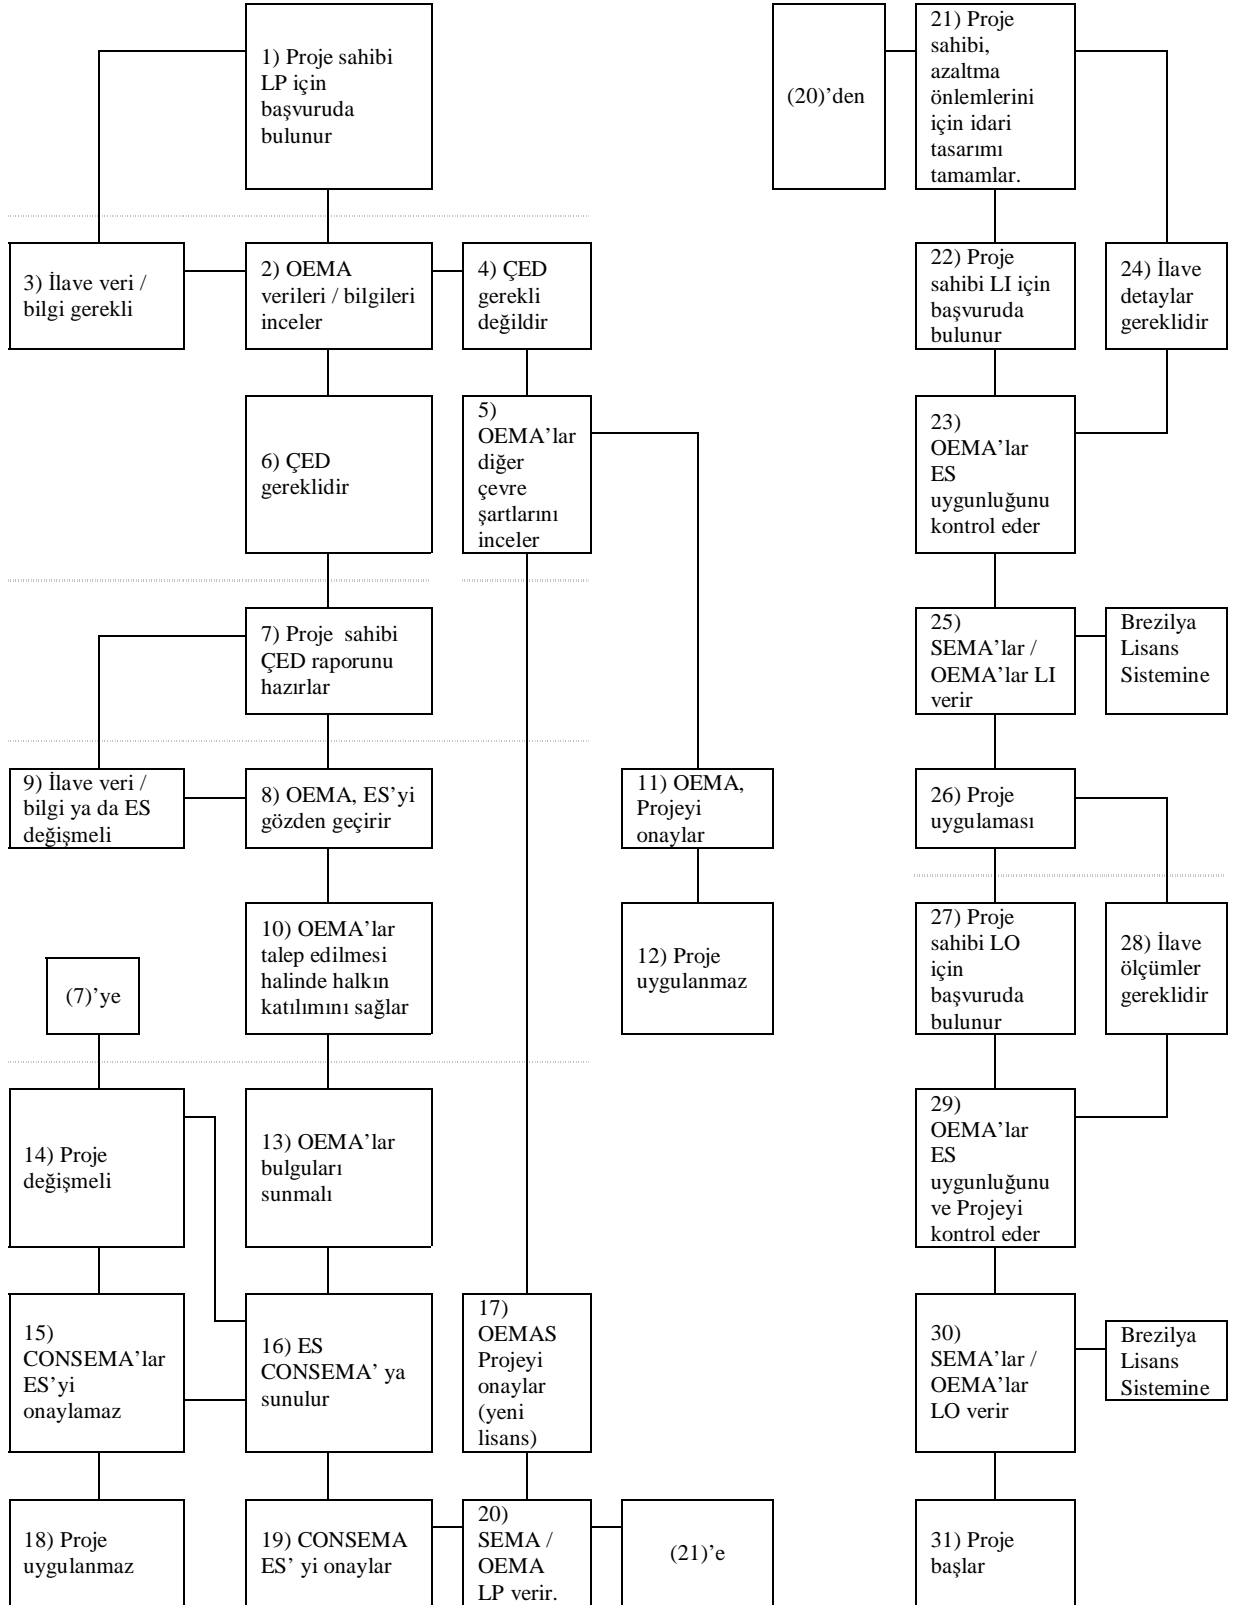 1) Proje sahibi
LP için
başvuruda
bulunur
3) İlave veri /
bilgi gerekli
2) OEMA
verileri / bilgileri
inceler
4) ÇED
gerekli
değildir
6) ÇED
gereklidir
5)
OEMA’lar
diğer
çevre
şartlarını
inceler
7) Proje  sahibi
ÇED raporunu
hazırlar
9) İlave veri /
bilgi ya da ES
değişmeli
8) OEMA, ES’yi
gözden geçirir
11) OEMA,
Projeyi
onaylar
(7)’ye
10) OEMA’lar
talep edilmesi
halinde halkın
katılımını sağlar
12) Proje
uygulanmaz
14) Proje
değişmeli
13) OEMA’lar
bulguları
sunmalı
15)
CONSEMA’lar
ES’yi
onaylamaz
16) ES
CONSEMA’ ya
sunulur
17)
OEMAS
Projeyi
onaylar
(yeni
lisans)
18) Proje
uygulanmaz
19) CONSEMA
ES’ yi onaylar
20)
SEMA /
OEMA
LP verir.
(21)’e
(20)’den
21) Proje
sahibi,
azaltma
önlemlerini
için idari
tasarımı
tamamlar.
22) Proje
sahibi LI için
başvuruda
bulunur
24) İlave
detaylar
gereklidir
23)
OEMA’lar
ES
uygunluğunu
kontrol eder
25)
SEMA’lar /
OEMA’lar LI
verir
Brezilya
Lisans
Sistemine
26) Proje
uygulaması
27) Proje
sahibi LO
için
başvuruda
bulunur
28) İlave
ölçümler
gereklidir
29)
OEMA’lar
ES
uygunluğunu
ve Projeyi
kontrol eder
30)
SEMA’lar /
OEMA’lar
LO verir
Brezilya
Lisans
Sistemine
31) Proje
başlar